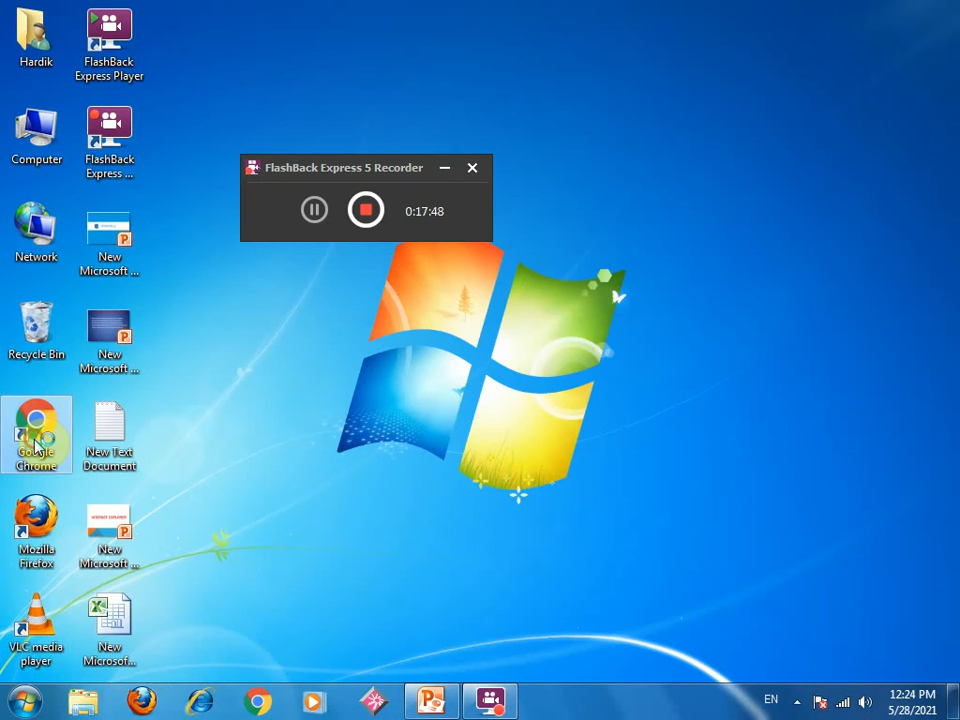 Hardik
FlashBack
Express Player
Computer
FlashBack
Express ...
Network
New
Microsoft ...
Recycle Bin
New
Microsoft ...
Google
Chrome
New Text
Document
Mozilla
Firefox
New
Microsoft ...
VLC media
player
New
Microsof...
FlashBack Express 5 Recorder
0:17:48
EN
12:24 PM
5/28/2021